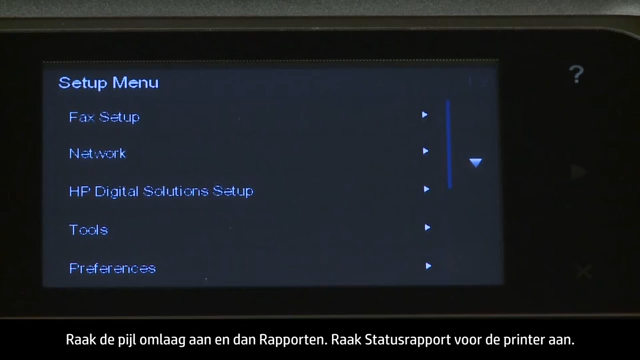 Setup Menu
?
Fax Setup
Network
HP Digital Solutions Setup
Tools
Preferences
Raak de pijl omlaag aan en dan Rapporten. Raak Statusrapport voor de printer aan.